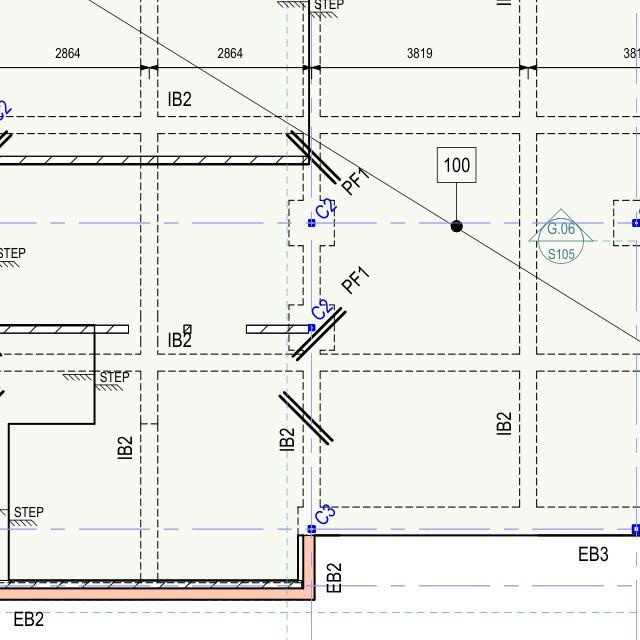 STEP
2864
2864
3819
IB2
C2
PF1
100
C2
G.06
S105
STEP
PF1
C2
IB2
STEP
IB2
IB2
IB2
STEP
C3
EB3
EB2
EB2